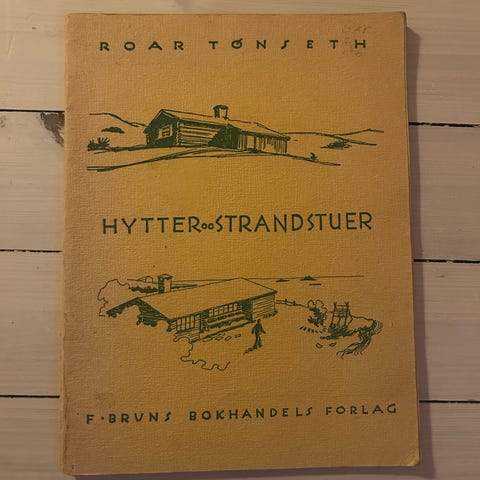 ROAR TØNSETH
HYTTER OG STRANDSTUER
F. BRUNS BOKHANDELS FORLAG